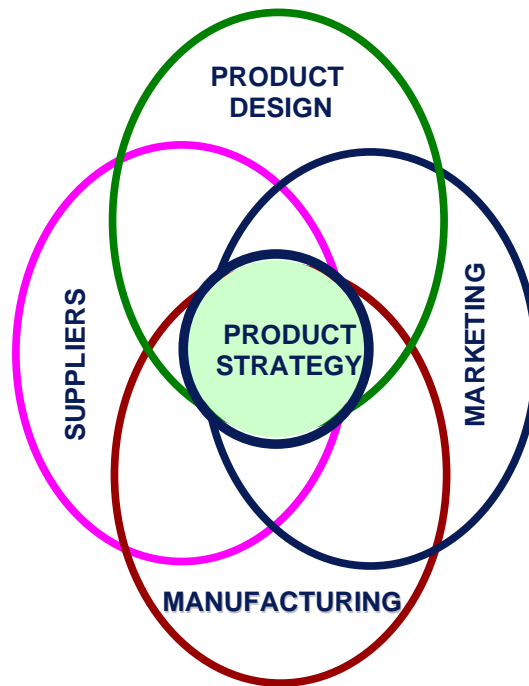 PRODUCT
DESIGN
SUPPLIERS
PRODUCT
STRATEGY
MARKETING
MANUFACTURING